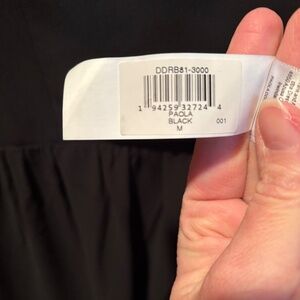 DDRB81-3000
1 94259 32724 4
PAOLA
BLACK 001
M